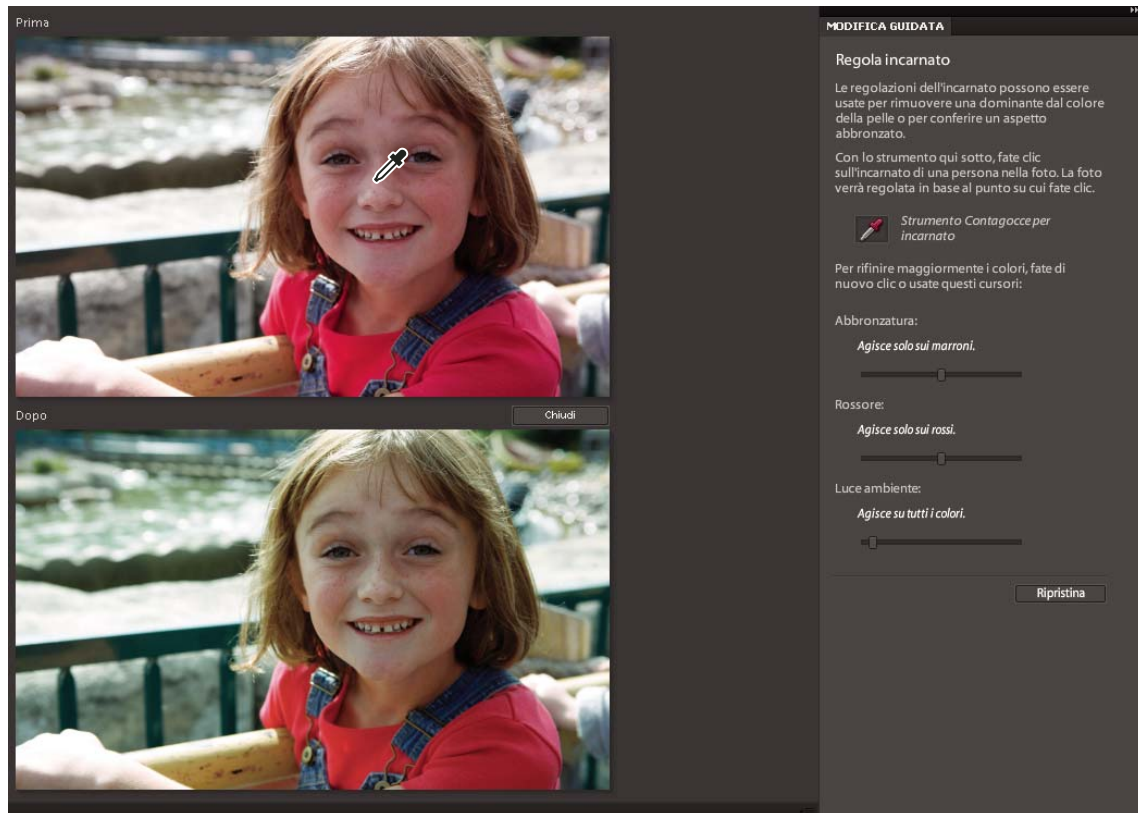 Prima
Dopo
Chiudi
MODIFICA GUIDATA
Regola incarnato
Le regolazioni dell'incarnato possono essere
usate per rimuovere una dominante dal colore
della pelle o per conferire un aspetto
abbronzato.
Con lo strumento qui sotto, fate clic
sull'incarnato di una persona nella foto. La foto
verrà regolata in base al punto su cui fate clic.
Strumento Contagocce per
incarnato
Per rifinire maggiormente i colori, fate di
nuovo clic o usate questi cursori:
Abbronzatura:
Agisce solo sui marroni.
Rossore:
Agisce solo sui rossi.
Luce ambiente:
Agisce su tutti i colori.
Ripristina